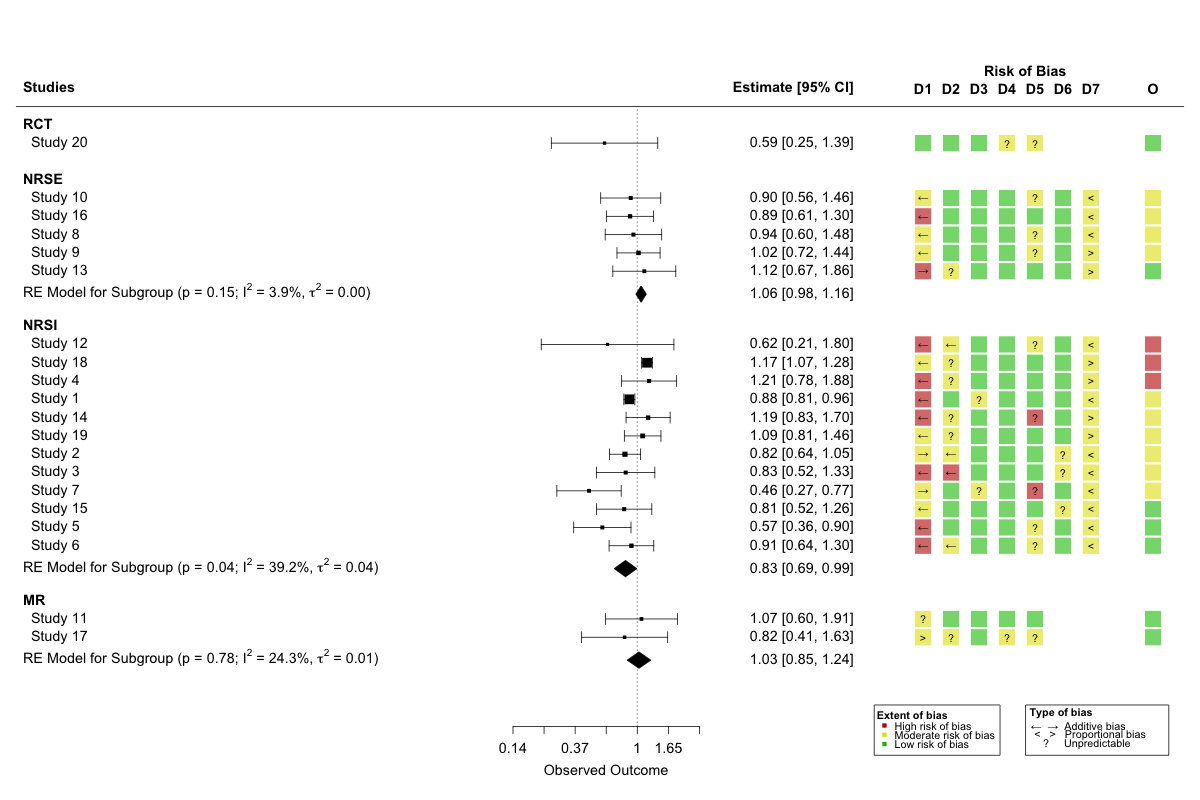 Risk of Bias
Studies Estimate [95% CI] D1 D2 D3 D4 D5 D6 D7 O
RCT
Study 20 0.59 [0.25, 1.39] ? ?
NRSE
Study 10 0.90 [0.56, 1.46] ← ? <
Study 16 0.89 [0.61, 1.30] ← <
Study 8 0.94 [0.60, 1.48] ← ? <
Study 9 1.02 [0.72, 1.44] ← ? >
Study 13 1.12 [0.67, 1.86] → ? >
RE Model for Subgroup (p = 0.15; I² = 3.9%, τ² = 0.00) 1.06 [0.98, 1.16]
NRSI
Study 12 0.62 [0.21, 1.80] ← ← ? <
Study 18 1.17 [1.07, 1.28] ← ? >
Study 4 1.21 [0.78, 1.88] ← ? >
Study 1 0.88 [0.81, 0.96] ← ? <
Study 14 1.19 [0.83, 1.70] ← ? ? >
Study 19 1.09 [0.81, 1.46] ← ? >
Study 2 0.82 [0.64, 1.05] → ← ? <
Study 3 0.83 [0.52, 1.33] ← ← ? <
Study 7 0.46 [0.27, 0.77] → ? ? <
Study 15 0.81 [0.52, 1.26] ← ? <
Study 5 0.57 [0.36, 0.90] ← ? <
Study 6 0.91 [0.64, 1.30] ← ← ? <
RE Model for Subgroup (p = 0.04; I² = 39.2%, τ² = 0.04) 0.83 [0.69, 0.99]
MR
Study 11 1.07 [0.60, 1.91] ?
Study 17 0.82 [0.41, 1.63] > ? ? ?
RE Model for Subgroup (p = 0.78; I² = 24.3%, τ² = 0.01) 1.03 [0.85, 1.24]
0.14 0.37 1 1.65
Observed Outcome
Extent of bias
High risk of bias
Moderate risk of bias
Low risk of bias
Type of bias
← → Additive bias
< > Proportional bias
? Unpredictable